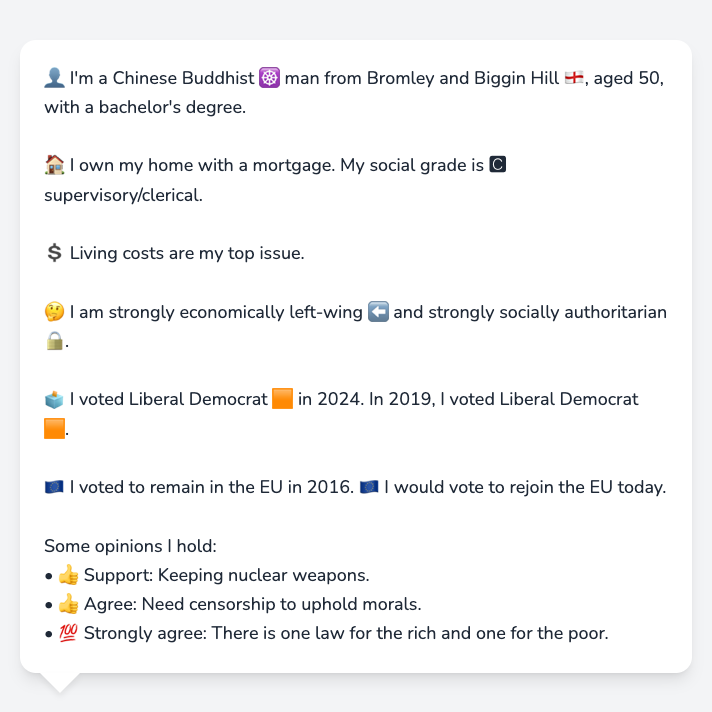 👤 I'm a Chinese Buddhist ☸️ man from Bromley and Biggin Hill 🏴󠁧󠁢󠁥󠁮󠁧󠁿, aged 50,
with a bachelor's degree.
🏠 I own my home with a mortgage. My social grade is 🅲
supervisory/clerical.
💲 Living costs are my top issue.
🤔 I am strongly economically left-wing ⬅️ and strongly socially authoritarian
🔒.
🗳️ I voted Liberal Democrat 🟧 in 2024. In 2019, I voted Liberal Democrat
🟧.
🇪🇺 I voted to remain in the EU in 2016. 🇪🇺 I would vote to rejoin the EU today.
Some opinions I hold:
• 👍 Support: Keeping nuclear weapons.
• 👍 Agree: Need censorship to uphold morals.
• 💯 Strongly agree: There is one law for the rich and one for the poor.